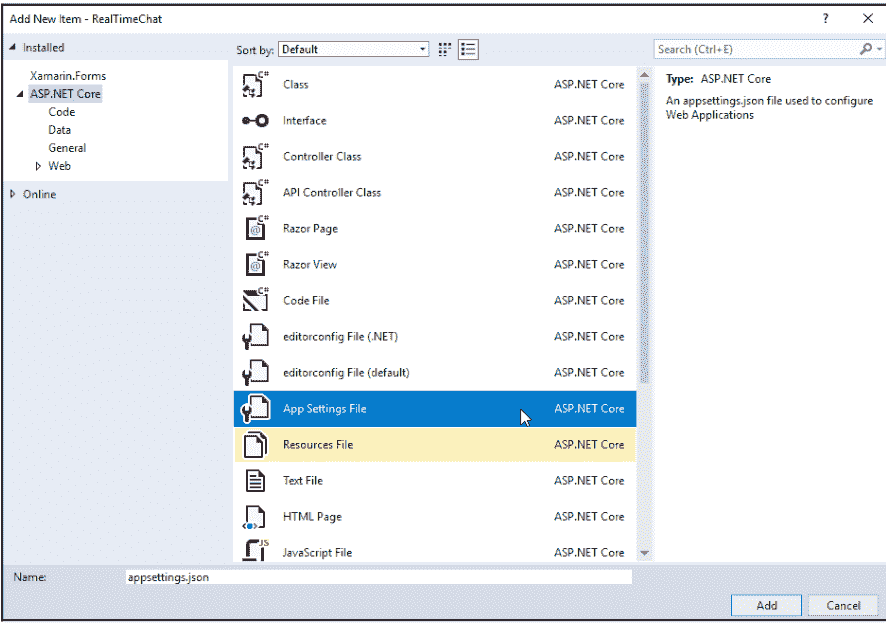 Add New Item - RealTimeChat
? ×
Installed
Sort by: Default
Search (Ctrl+E)
Xamarin.Forms
ASP.NET Core
Code
Data
General
Web
Online
C# Class ASP.NET Core
Interface ASP.NET Core
C# Controller Class ASP.NET Core
C# API Controller Class ASP.NET Core
C# @ Razor Page ASP.NET Core
C# @ Razor View ASP.NET Core
C# Code File ASP.NET Core
editorconfig File (.NET) ASP.NET Core
editorconfig File (default) ASP.NET Core
App Settings File ASP.NET Core
Resources File ASP.NET Core
Text File ASP.NET Core
HTML Page ASP.NET Core
JS JavaScript File ASP.NET Core
Type: ASP.NET Core
An appsettings.json file used to configure
Web Applications
Name: appsettings.json
Add Cancel